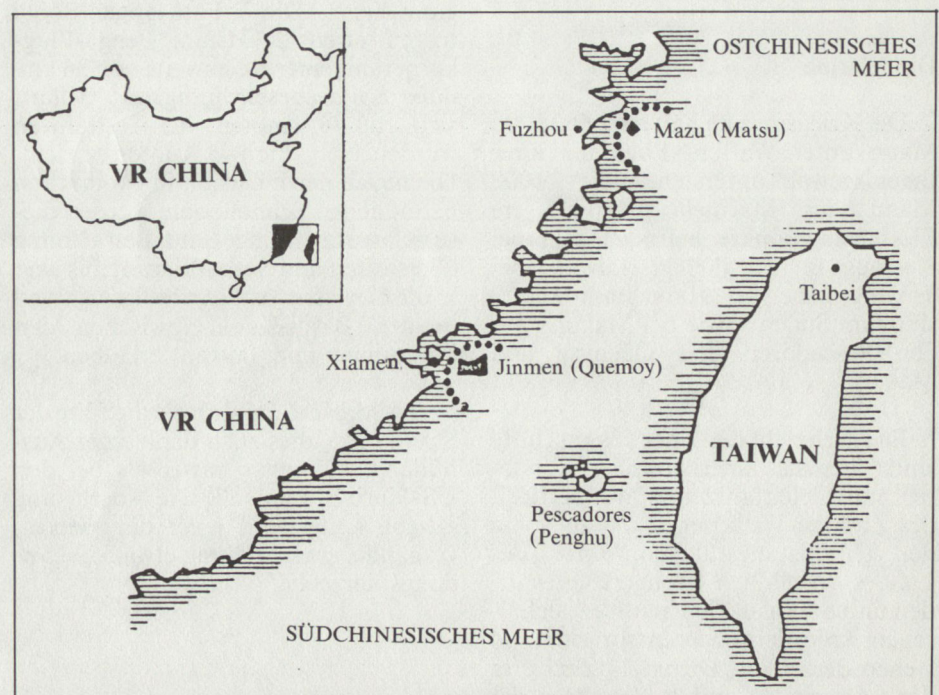 VR CHINA
OSTCHINESISCHES
MEER
Fuzhou
Mazu (Matsu)
Taibei
Xiamen
Jinmen (Quemoy)
VR CHINA
TAIWAN
Pescadores
(Penghu)
SÜDCHINESISCHES MEER